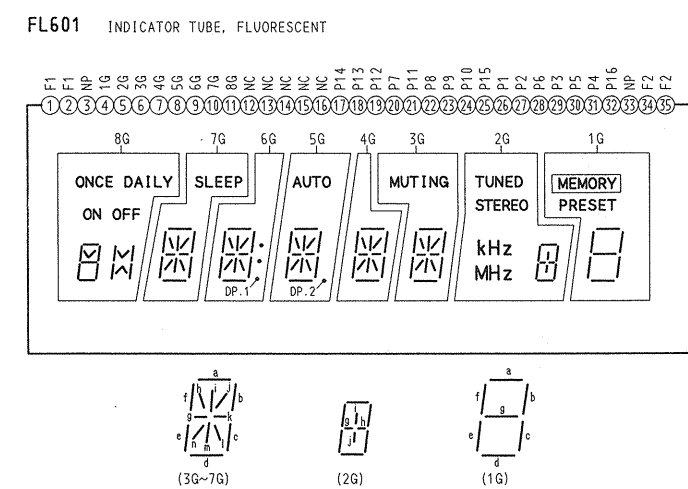 FL601 INDICATOR TUBE, FLUORESCENT
F1 F1 NP 1G 2G 3G 4G 5G 6G 7G 8G NC NC NC NC NC P14 P13 P12 P7 P11 P8 P9 P10 P15 P1 P2 P6 P3 P5 P4 P16 NP F2 F2
1 2 3 4 5 6 7 8 9 10 11 12 13 14 15 16 17 18 19 20 21 22 23 24 25 26 27 28 29 30 31 32 33 34 35
8G 7G 6G 5G 4G 3G 2G 1G
ONCE DAILY SLEEP AUTO MUTING TUNED MEMORY
ON OFF STEREO PRESET
kHz
MHz
DP.1 DP.2
a
f h i j b
g k
e n m l c
d
(3G~7G)
i
g h
j
(2G)
a
f b
g
e c
d
(1G)